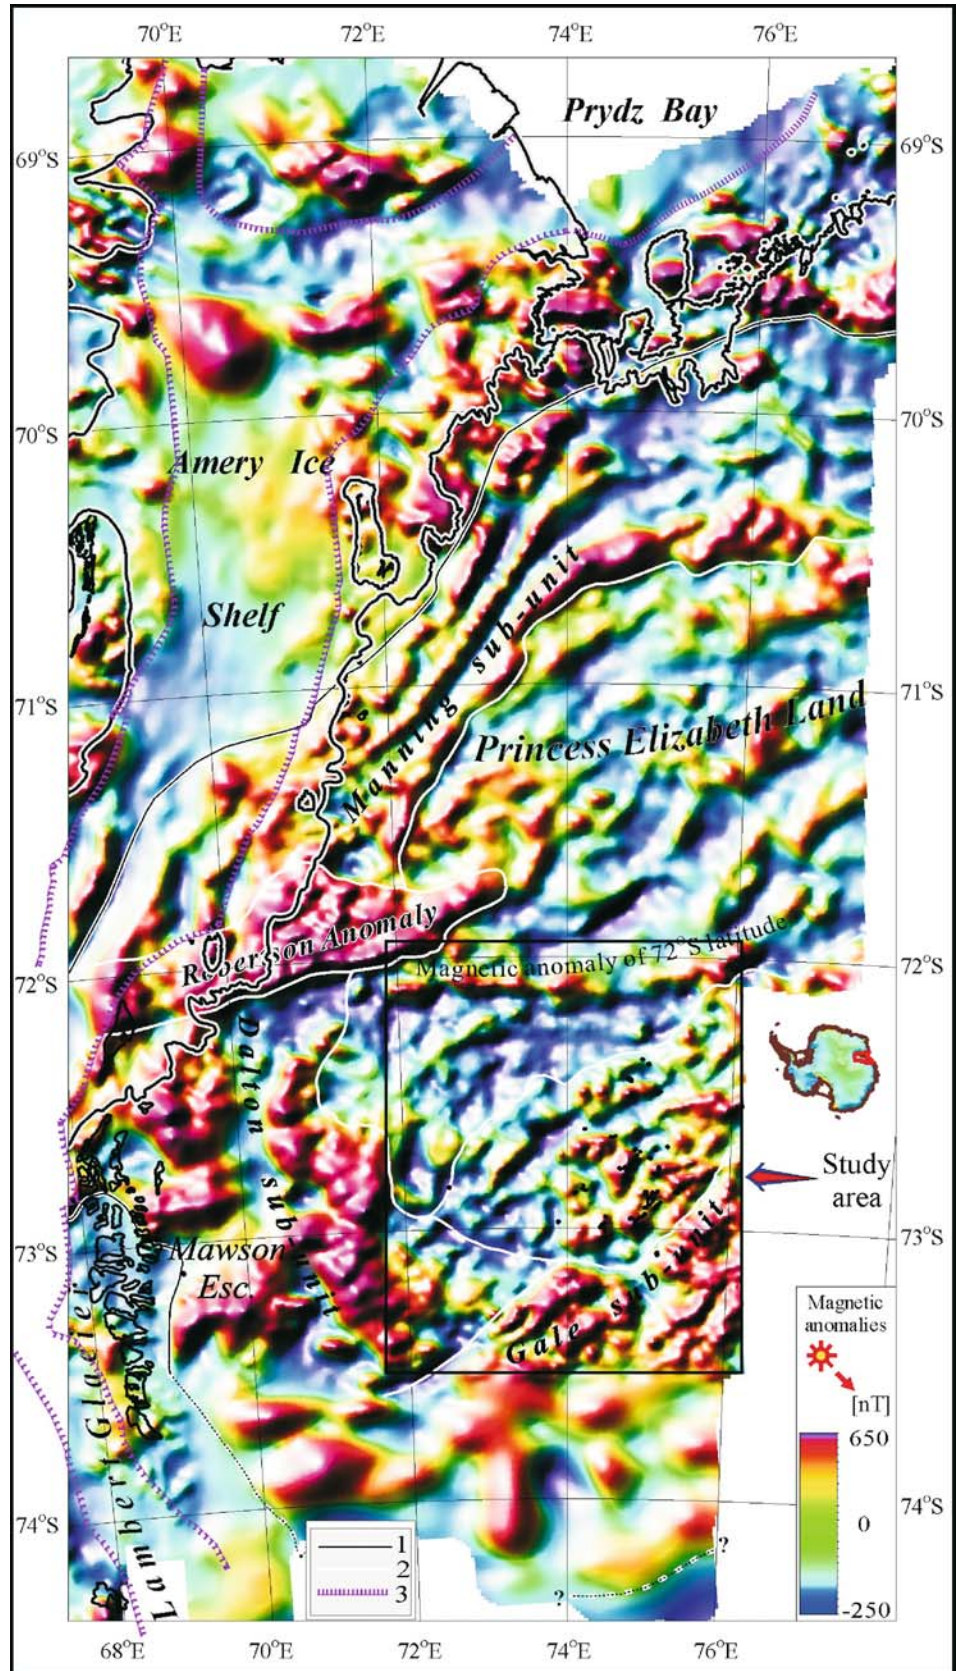 70°E 72°E 74°E 76°E
Prydz Bay
69°S 69°S
70°S 70°S
Amery Ice
Shelf
Manning sub-unit
71°S 71°S
Princess Elizabeth Land
Robertson Anomaly
Magnetic anomaly of 72°S latitude
72°S 72°S
Dalton sub-unit
Study
area
73°S 73°S
Mawson
Esc.
Gale sub-unit
Lambert Glacier
Magnetic
anomalies
[nT]
650
0
-250
74°S 74°S
1
2
3
?
?
68°E 70°E 72°E 74°E 76°E